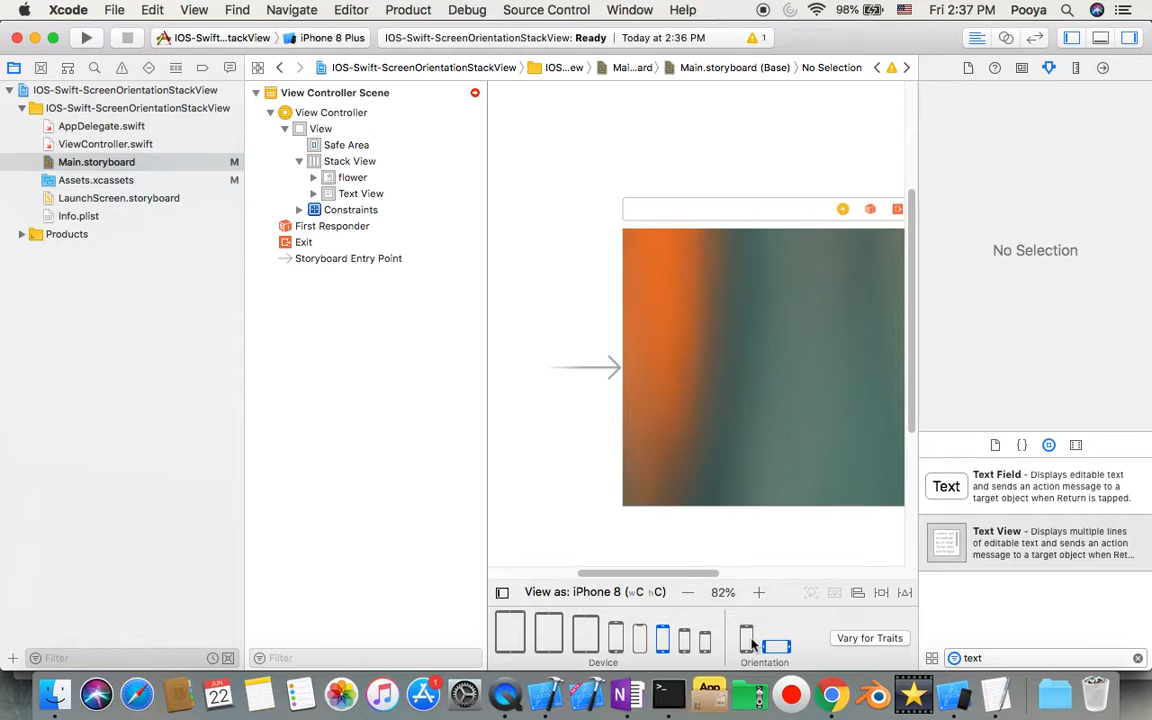 Xcode File Edit View Find Navigate Editor Product Debug Source Control Window Help 98% Fri 2:37 PM Pooya
IOS-Swift...tackView iPhone 8 Plus IOS-Swift-ScreenOrientationStackView: Ready Today at 2:36 PM 1
IOS-Swift-ScreenOrientationStackView IOS...ew Mai...ard Main.storyboard (Base) No Selection
IOS-Swift-ScreenOrientationStackView
IOS-Swift-ScreenOrientationStackView
AppDelegate.swift
ViewController.swift
Main.storyboard M
Assets.xcassets M
LaunchScreen.storyboard
Info.plist
Products
View Controller Scene
View Controller
View
Safe Area
Stack View
flower
Text View
Constraints
First Responder
Exit
Storyboard Entry Point
No Selection
Text
Text Field - Displays editable text
and sends an action message to a
target object when Return is tapped.
Text View - Displays multiple lines
of editable text and sends an action
message to a target object when Ret...
View as: iPhone 8 (wC hC) 82%
Vary for Traits
Device Orientation
Filter Filter text
JUN
22
1
App